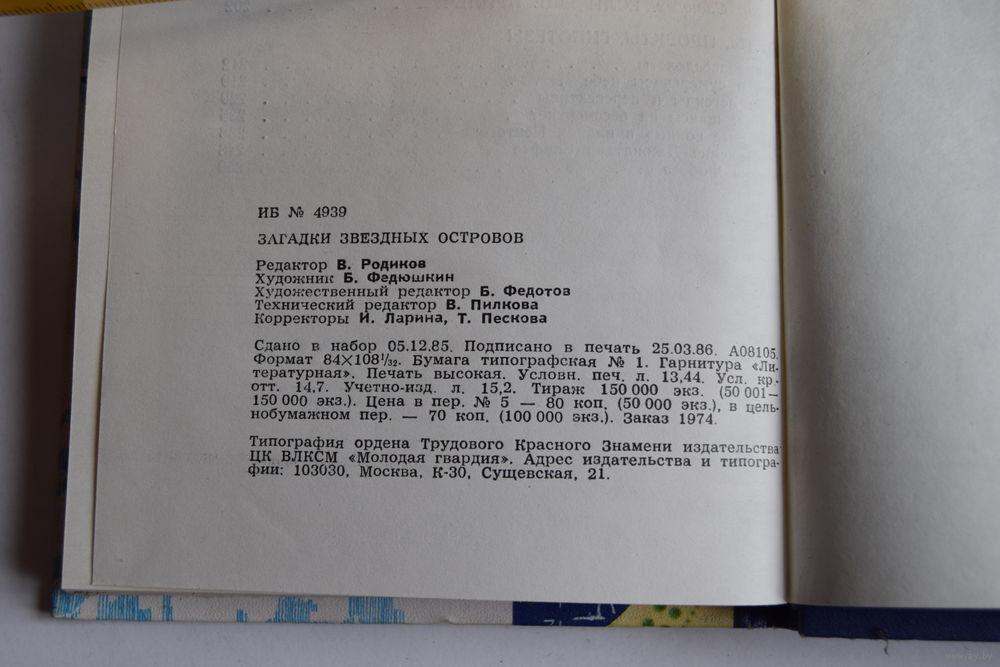 ИБ № 4939
ЗАГАДКИ ЗВЕЗДНЫХ ОСТРОВОВ
Редактор В. Родиков
Художник Б. Федюшкин
Художественный редактор Б. Федотов
Технический редактор В. Пилкова
Корректоры И. Ларина, Т. Пескова
Сдано в набор 05.12.85. Подписано в печать 25.03.86. А08105.
Формат 84×108¹/₃₂. Бумага типографская № 1. Гарнитура «Ли-
тературная». Печать высокая. Условн. печ. л. 13,44. Усл. кр.-
отт. 14,7. Учетно-изд. л. 15,2. Тираж 150 000 экз. (50 001—
150 000 экз.). Цена в пер. № 5 — 80 коп. (50 000 экз.), в цель-
нобумажном пер. — 70 коп. (100 000 экз.). Заказ 1974.
Типография ордена Трудового Красного Знамени издательства
ЦК ВЛКСМ «Молодая гвардия». Адрес издательства и типогра-
фии: 103030, Москва, К-30, Сущевская, 21.